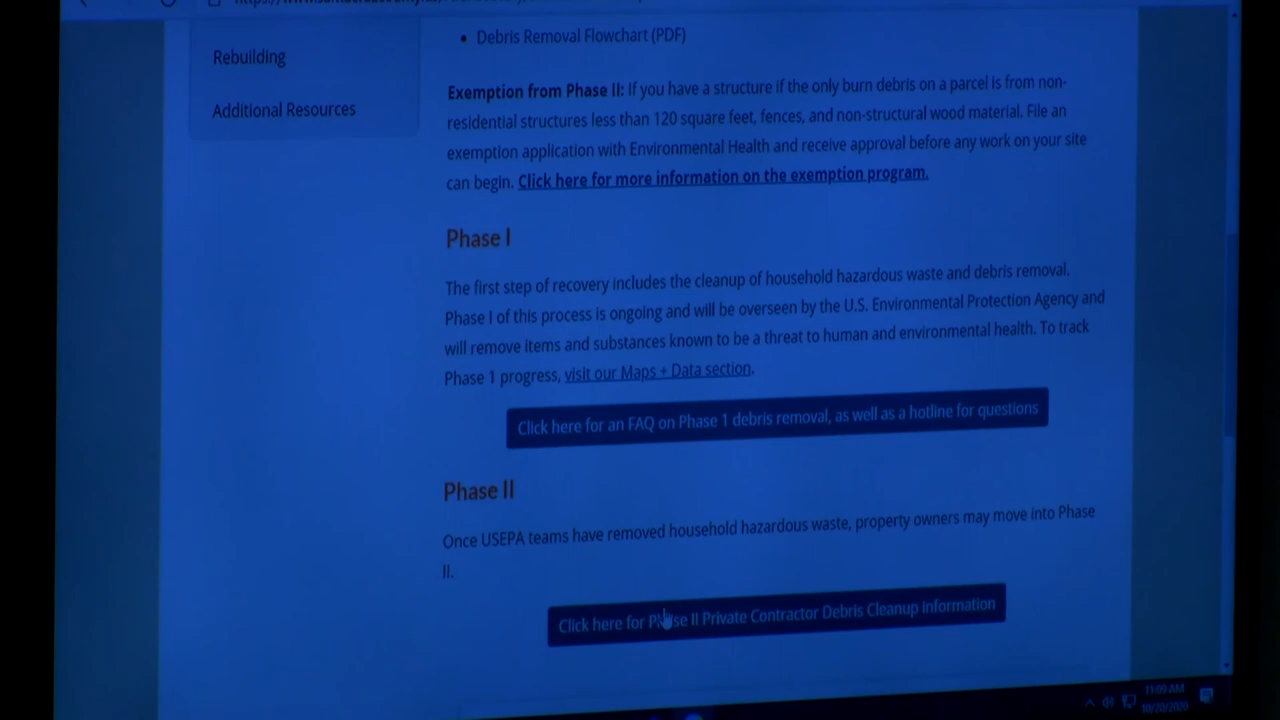 Rebuilding
Additional Resources
• Debris Removal Flowchart (PDF)
Exemption from Phase II: If you have a structure if the only burn debris on a parcel is from non-
residential structures less than 120 square feet, fences, and non-structural wood material. File an
exemption application with Environmental Health and receive approval before any work on your site
can begin. Click here for more information on the exemption program.
Phase I
The first step of recovery includes the cleanup of household hazardous waste and debris removal.
Phase I of this process is ongoing and will be overseen by the U.S. Environmental Protection Agency and
will remove items and substances known to be a threat to human and environmental health. To track
Phase 1 progress, visit our Maps + Data section.
Click here for an FAQ on Phase 1 debris removal, as well as a hotline for questions
Phase II
Once USEPA teams have removed household hazardous waste, property owners may move into Phase
II.
Click here for Phase II Private Contractor Debris Cleanup Information
11:09 AM
10/20/2020